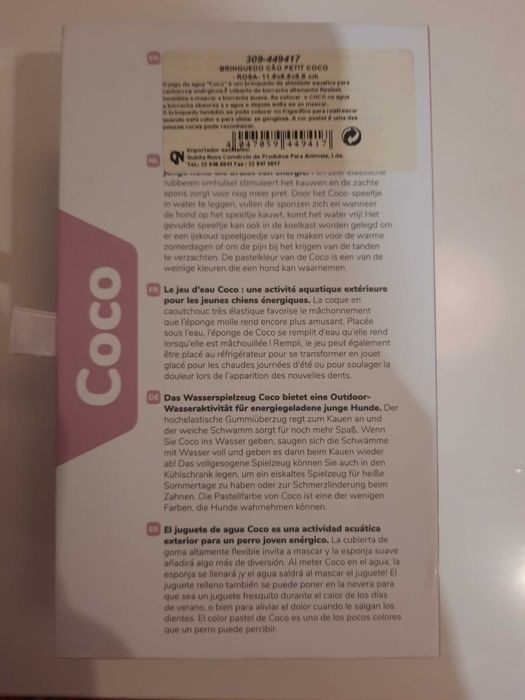 EN
309-449417
BRINQUEDO CÃO PETIT COCO
- ROSA- 11.8x8.8x8.8 cm
4 047059 449417
Importador exclusivo:
QN Quinta Nova Comércio de Produtos Para Animais, Lda.
NL
rubberen omhulsel stimuleert het kauwen en de zachte
spons zorgt voor nog meer pret. Door het Coco-speeltje
in water te leggen, vullen de sponzen zich en wanneer
de hond op het speeltje kauwt, komt het water vrij! Het
gevulde speeltje kan ook in de koelkast worden gelegd om
er een ijskoud speelgoedje van te maken voor de warme
zomerdagen of om de pijn bij het krijgen van de tanden
te verzachten. De pastelkleur van de Coco is een van de
weinige kleuren die een hond kan waarnemen.
Coco
FR Le jeu d'eau Coco : une activité aquatique extérieure
pour les jeunes chiens énergiques. La coque en
caoutchouc très élastique favorise le mâchonnement
que l'éponge molle rend encore plus amusant. Placée
sous l'eau, l'éponge de Coco se remplit d'eau qu'elle rend
lorsqu'elle est mâchouillée ! Rempli, le jeu peut également
être placé au réfrigérateur pour se transformer en jouet
glacé pour les chaudes journées d'été ou pour soulager la
douleur lors de l'apparition des nouvelles dents.
DE Das Wasserspielzeug Coco bietet eine Outdoor-
Wasseraktivität für energiegeladene junge Hunde. Der
hochelastische Gummiüberzug regt zum Kauen an und
der weiche Schwamm sorgt für noch mehr Spaß. Wenn
Sie Coco ins Wasser geben, saugen sich die Schwämme
mit Wasser voll und geben es dann beim Kauen wieder
ab! Das vollgesogene Spielzeug können Sie auch in den
Kühlschrank legen, um ein eiskaltes Spielzeug für heiße
Sommertage zu haben oder zur Schmerzlinderung beim
Zahnen. Die Pastellfarbe von Coco ist eine der wenigen
Farben, die Hunde wahrnehmen können.
ES El juguete de agua Coco es una actividad acuática
exterior para un perro joven enérgico. La cubierta de
goma altamente flexible invita a mascar y la esponja suave
añadirá algo más de diversión. Al meter Coco en el agua, la
esponja se llenará ¡y el agua saldrá al mascar el juguete! El
juguete relleno también se puede poner en la nevera para
que sea un juguete fresquito durante el calor de los días
de verano, o bien para aliviar el dolor cuando le salgan los
dientes. El color pastel de Coco es uno de los pocos colores
que un perro puede percibir.